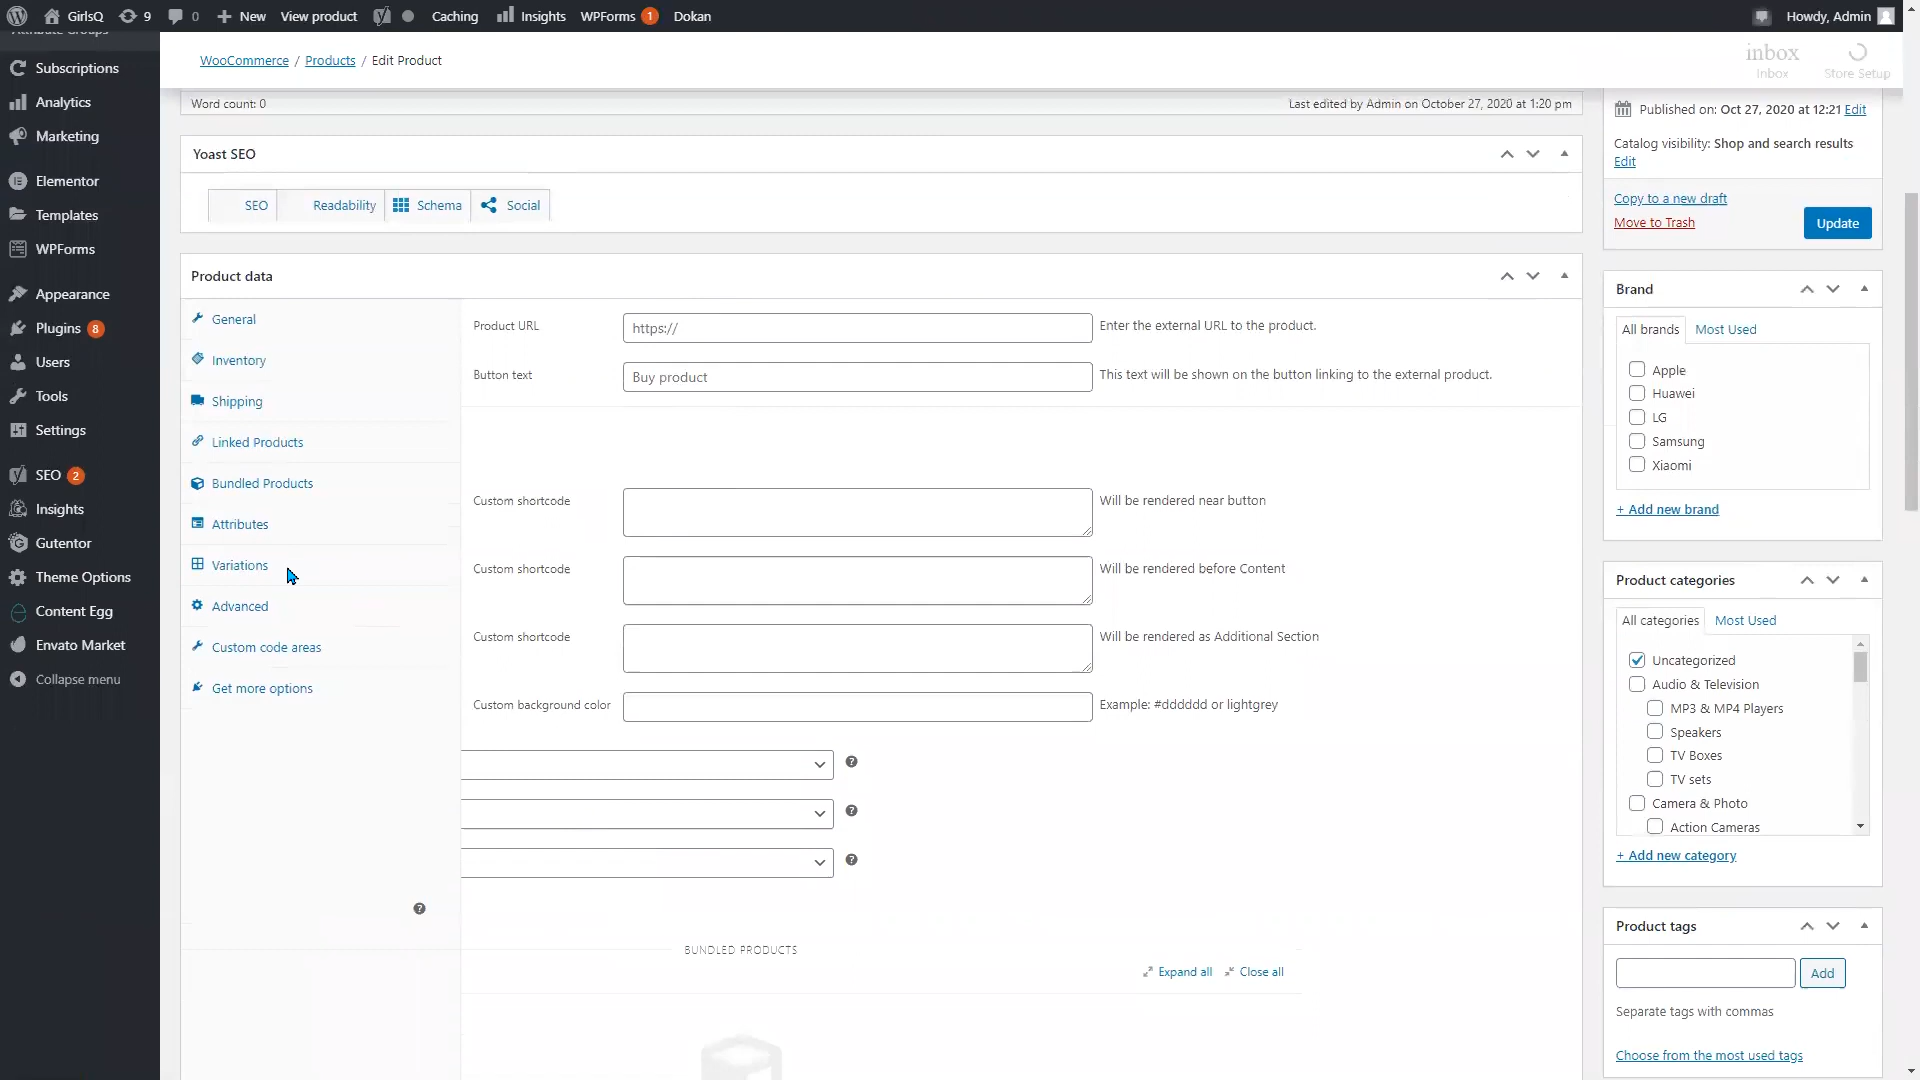 GirlsQ 9 0 New View product Caching Insights WPForms 1 Dokan Howdy, Admin
Attribute Groups
Subscriptions
Analytics
Marketing
Elementor
Templates
WPForms
Appearance
Plugins 8
Users
Tools
Settings
SEO 2
Insights
Gutentor
Theme Options
Content Egg
Envato Market
Collapse menu
WooCommerce / Products / Edit Product
inbox
Inbox
Store Setup
Word count: 0
Last edited by Admin on October 27, 2020 at 1:20 pm
Yoast SEO
SEO
Readability
Schema
Social
Product data
General
Inventory
Shipping
Linked Products
Bundled Products
Attributes
Variations
Advanced
Custom code areas
Get more options
Product URL
https://
Enter the external URL to the product.
Button text
Buy product
This text will be shown on the button linking to the external product.
Custom shortcode
Will be rendered near button
Custom shortcode
Will be rendered before Content
Custom shortcode
Will be rendered as Additional Section
Custom background color
Example: #dddddd or lightgrey
BUNDLED PRODUCTS
Expand all
Close all
Published on: Oct 27, 2020 at 12:21 Edit
Catalog visibility: Shop and search results
Edit
Copy to a new draft
Move to Trash
Update
Brand
All brands
Most Used
Apple
Huawei
LG
Samsung
Xiaomi
+ Add new brand
Product categories
All categories
Most Used
Uncategorized
Audio & Television
MP3 & MP4 Players
Speakers
TV Boxes
TV sets
Camera & Photo
Action Cameras
+ Add new category
Product tags
Add
Separate tags with commas
Choose from the most used tags